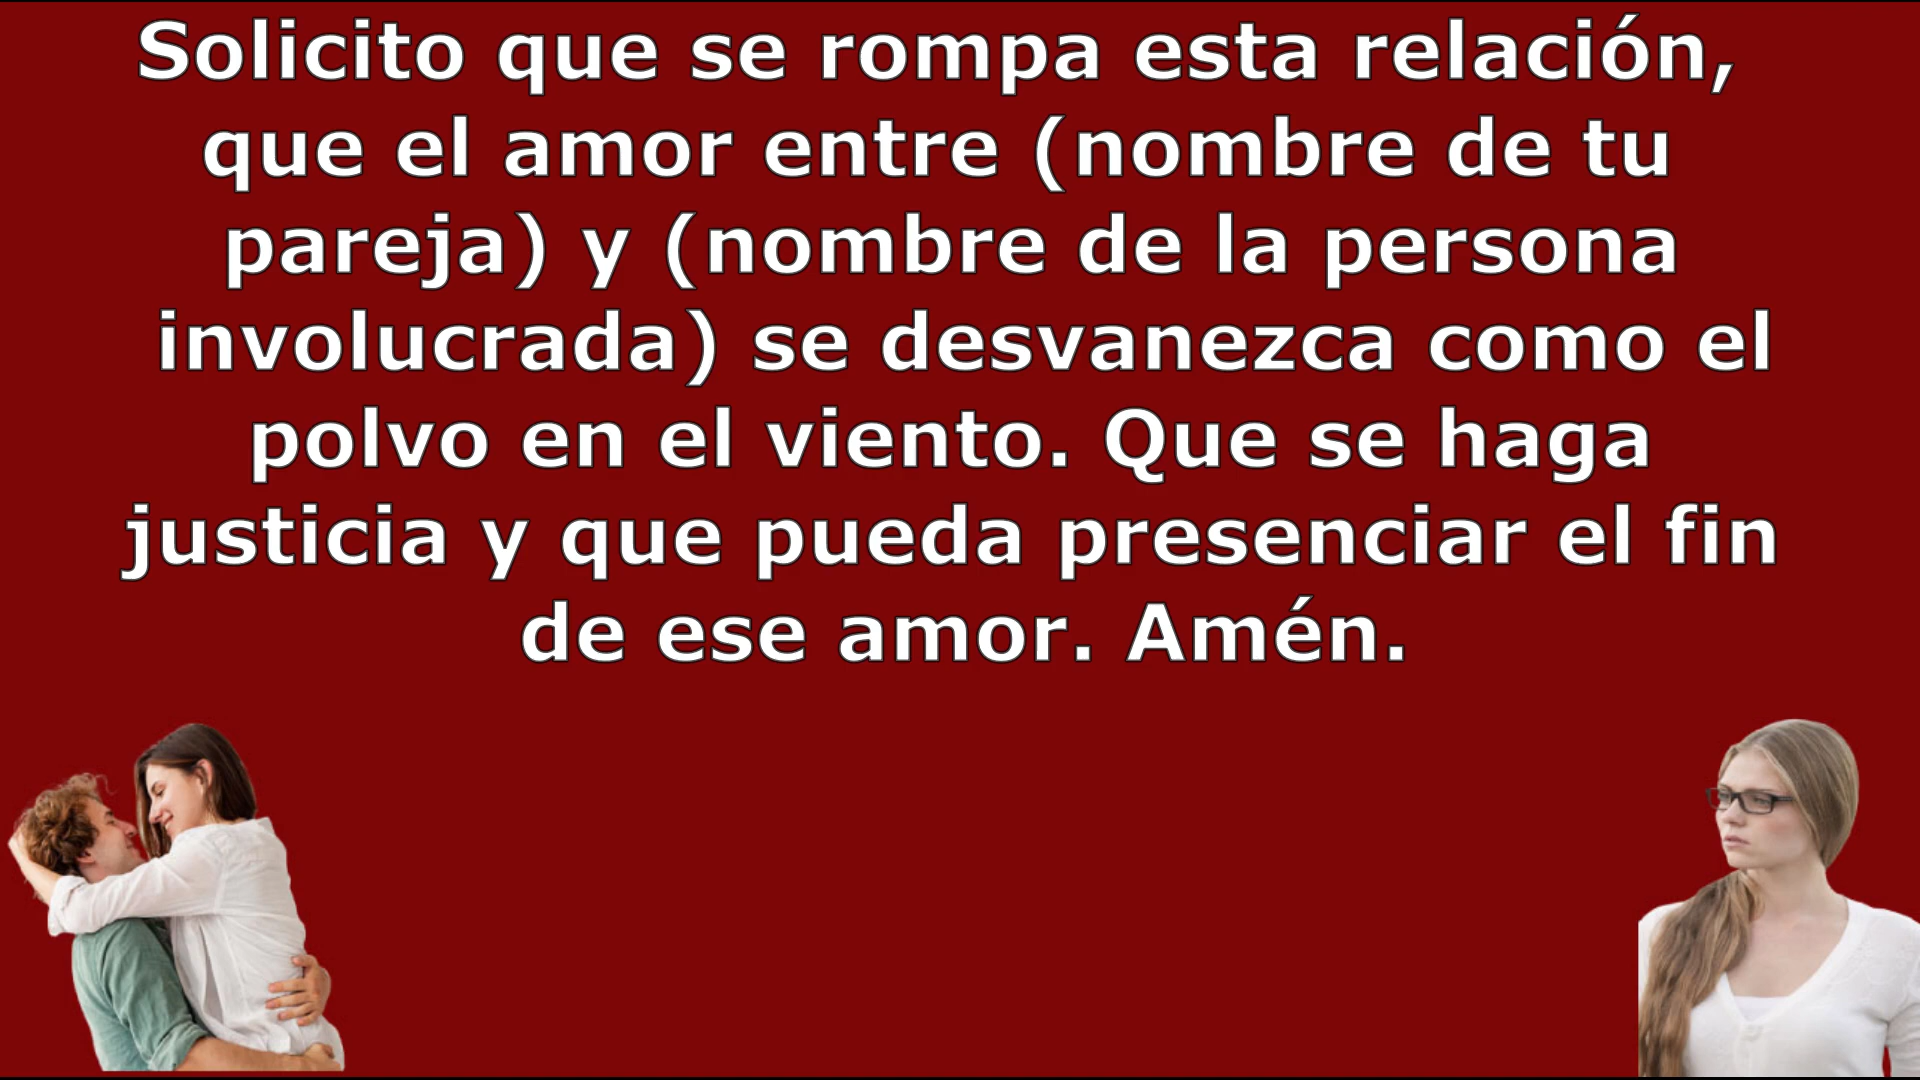 Solicito que se rompa esta relación,
que el amor entre (nombre de tu
pareja) y (nombre de la persona
involucrada) se desvanezca como el
polvo en el viento. Que se haga
justicia y que pueda presenciar el fin
de ese amor. Amén.